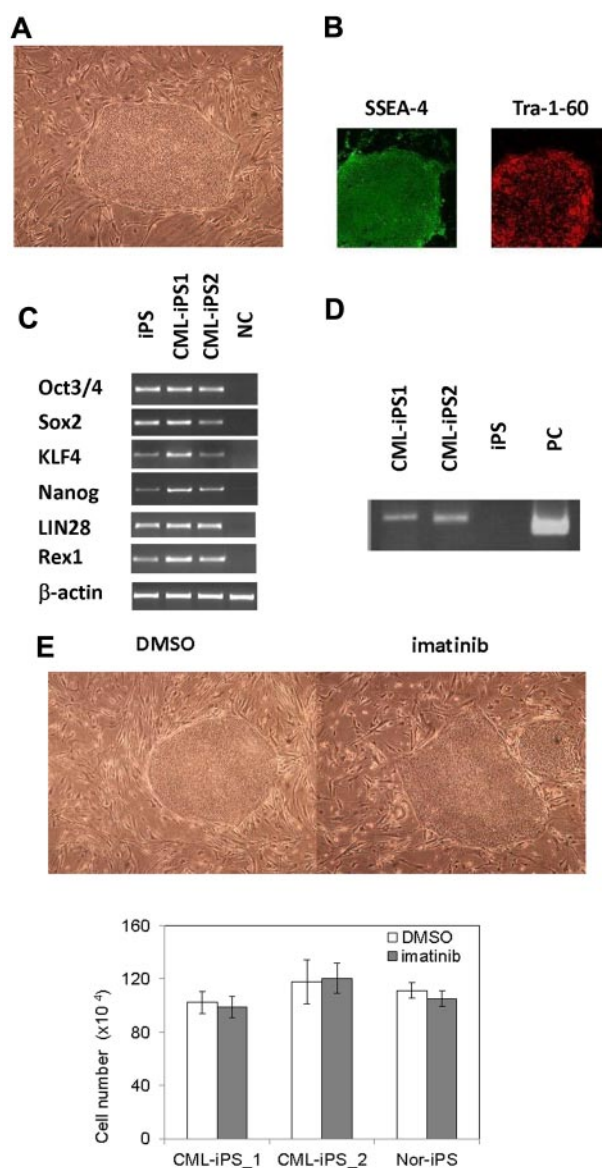 A
B
SSEA-4 Tra-1-60
C
iPS CML-iPS1 CML-iPS2 NC
Oct3/4
Sox2
KLF4
Nanog
LIN28
Rex1
β-actin
D
CML-iPS1 CML-iPS2 iPS PC
E
DMSO imatinib
Cell number (x10 ⁴)
160
120
80
40
0
DMSO
imatinib
CML-iPS_1 CML-iPS_2 Nor-iPS